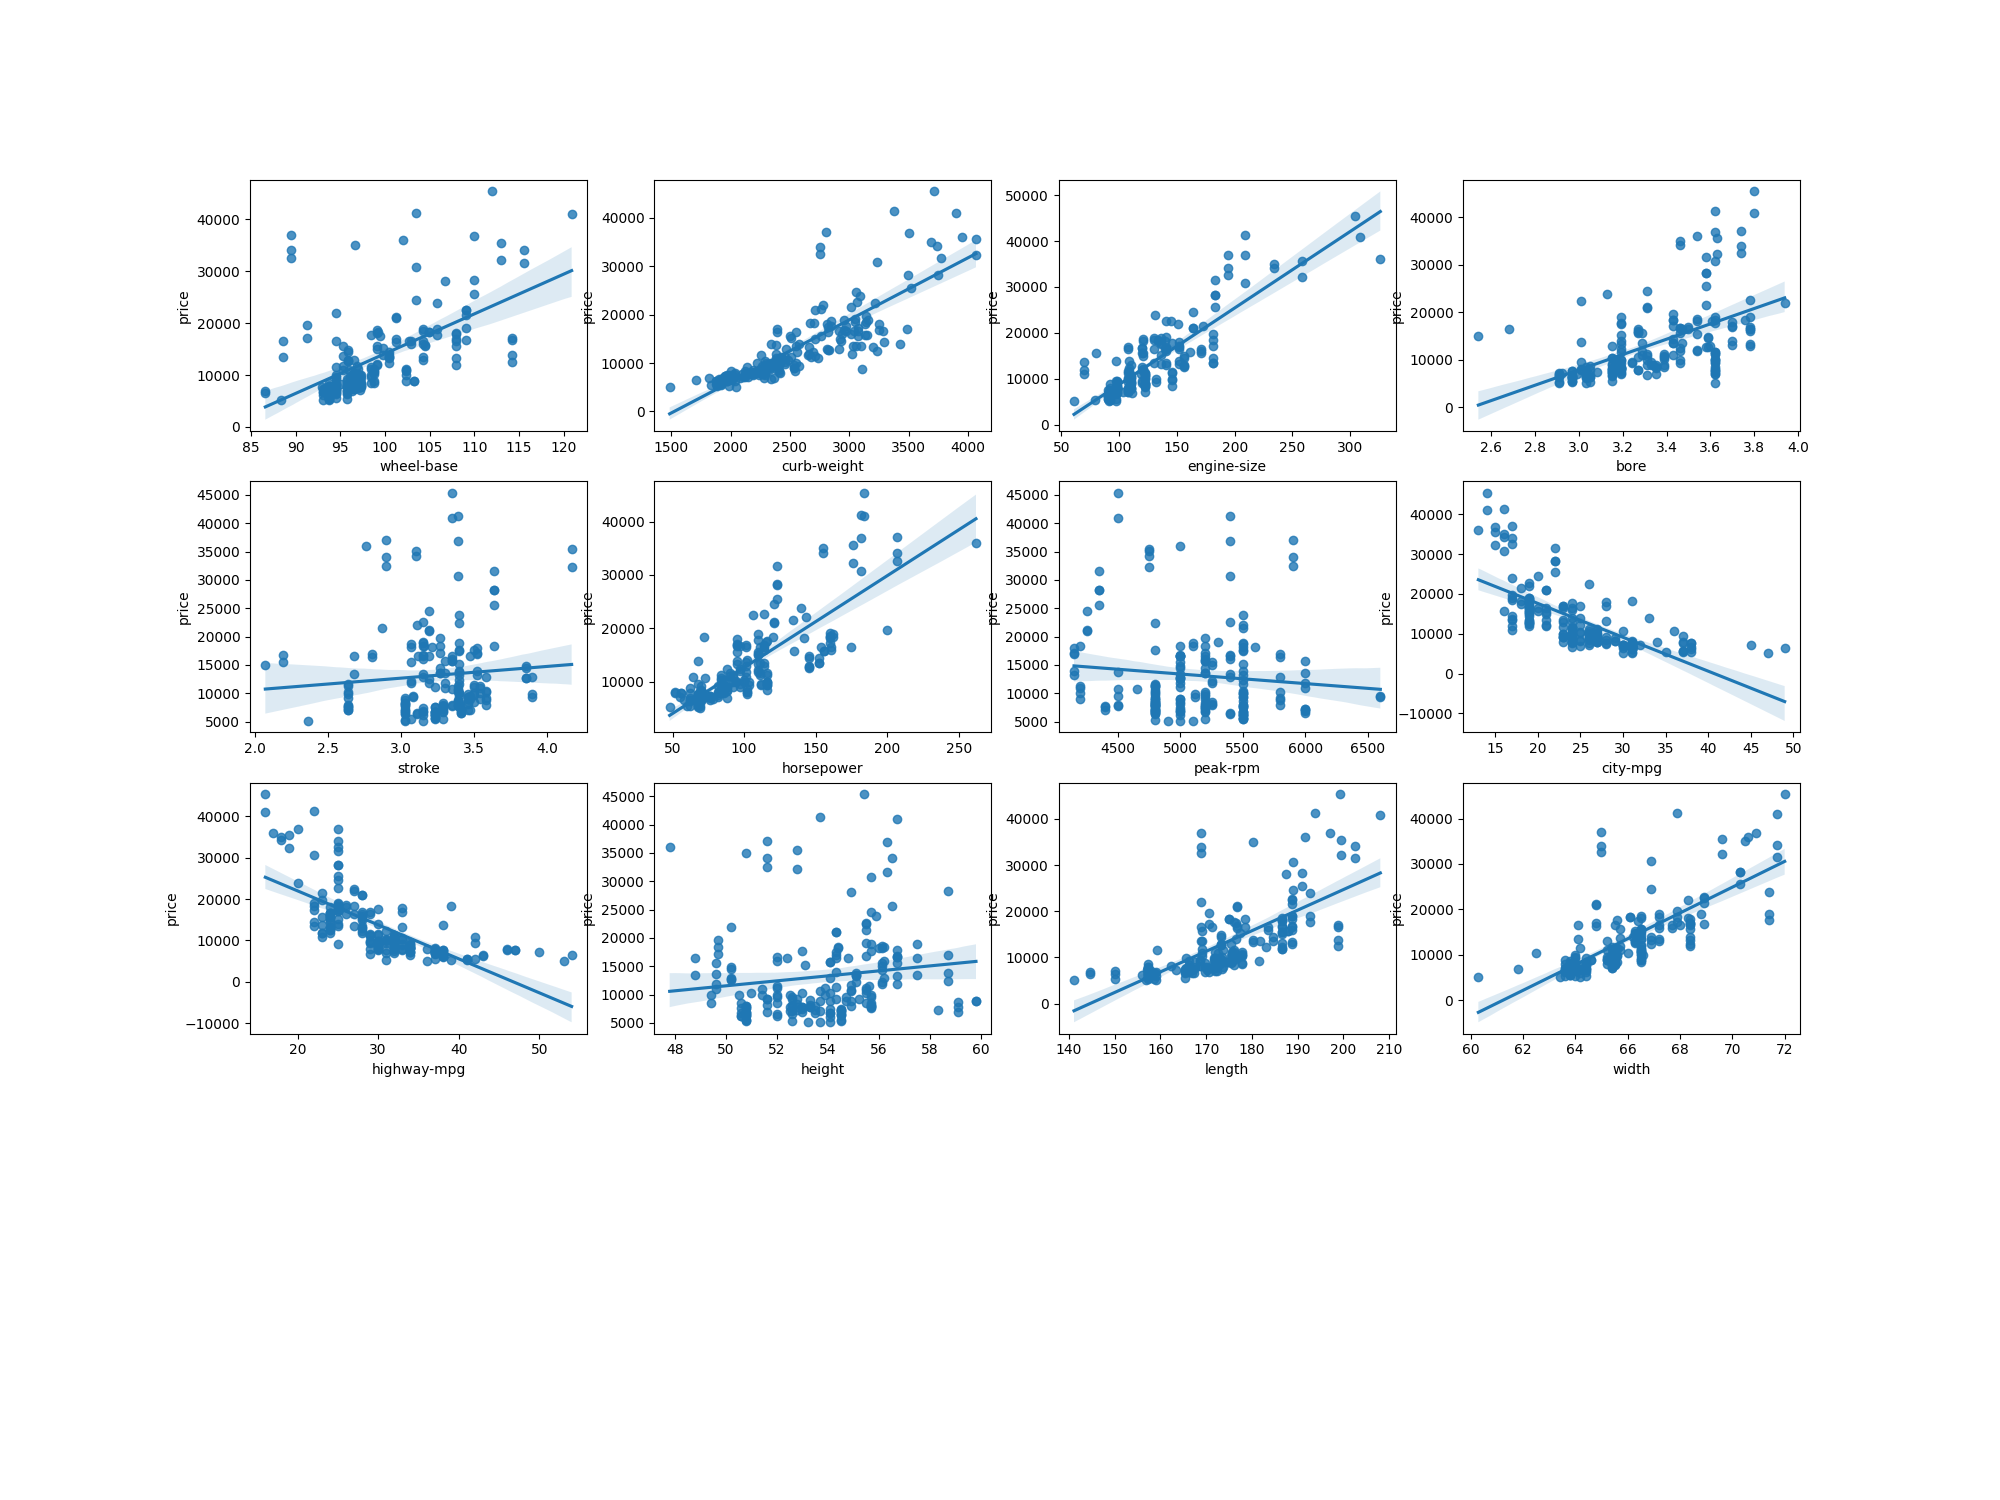 price
40000
30000
20000
10000
0
85 90 95 100 105 110 115 120
wheel-base
price
40000
30000
20000
10000
0
1500 2000 2500 3000 3500 4000
curb-weight
price
50000
40000
30000
20000
10000
0
50 100 150 200 250 300
engine-size
price
40000
30000
20000
10000
0
2.6 2.8 3.0 3.2 3.4 3.6 3.8 4.0
bore
price
45000
40000
35000
30000
25000
20000
15000
10000
5000
2.0 2.5 3.0 3.5 4.0
stroke
price
40000
30000
20000
10000
50 100 150 200 250
horsepower
price
45000
40000
35000
30000
25000
20000
15000
10000
5000
4500 5000 5500 6000 6500
peak-rpm
price
40000
30000
20000
10000
0
−10000
15 20 25 30 35 40 45 50
city-mpg
price
40000
30000
20000
10000
0
−10000
20 30 40 50
highway-mpg
price
45000
40000
35000
30000
25000
20000
15000
10000
5000
48 50 52 54 56 58 60
height
price
40000
30000
20000
10000
0
140 150 160 170 180 190 200 210
length
price
40000
30000
20000
10000
0
60 62 64 66 68 70 72
width